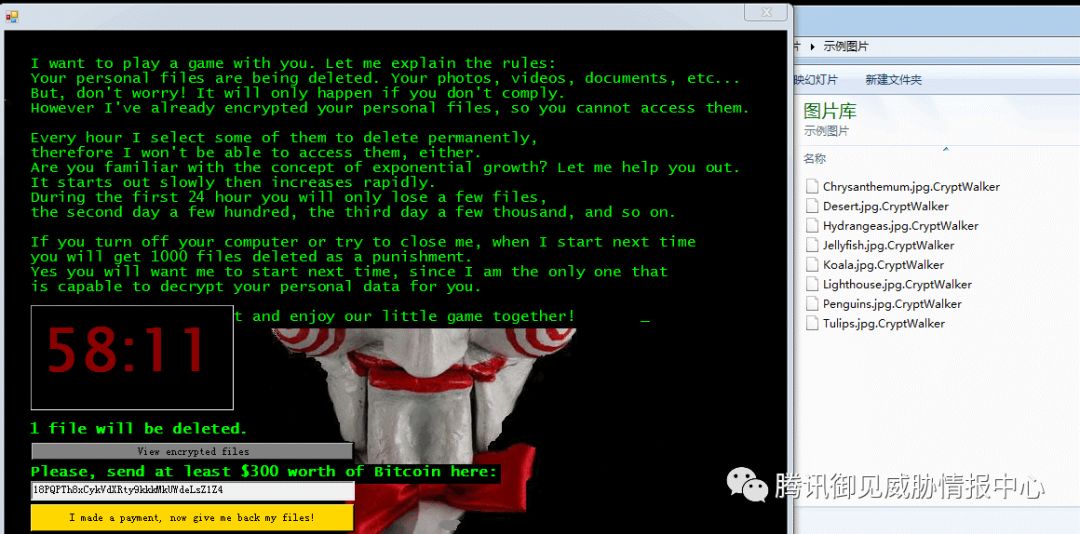 I want to play a game with you. Let me explain the rules:
Your personal files are being deleted. Your photos, videos, documents, etc...
But, don't worry! It will only happen if you don't comply.
However I've already encrypted your personal files, so you cannot access them.
Every hour I select some of them to delete permanently,
therefore I won't be able to access them, either.
Are you familiar with the concept of exponential growth? Let me help you out.
It starts out slowly then increases rapidly.
During the first 24 hour you will only lose a few files,
the second day a few hundred, the third day a few thousand, and so on.
If you turn off your computer or try to close me, when I start next time
you will get 1000 files deleted as a punishment.
Yes you will want me to start next time, since I am the only one that
is capable to decrypt your personal data for you.
t and enjoy our little game together! _
58:11
1 file will be deleted.
View encrypted files
Please, send at least $300 worth of Bitcoin here:
18PQPTh8xCykVdXRty9kkkMkUWdeLsZ1Z4
I made a payment, now give me back my files!
片 ▸ 示例图片
映幻灯片 新建文件夹
图片库
示例图片
名称
Chrysanthemum.jpg.CryptWalker
Desert.jpg.CryptWalker
Hydrangeas.jpg.CryptWalker
Jellyfish.jpg.CryptWalker
Koala.jpg.CryptWalker
Lighthouse.jpg.CryptWalker
Penguins.jpg.CryptWalker
Tulips.jpg.CryptWalker
腾讯御见威胁情报中心